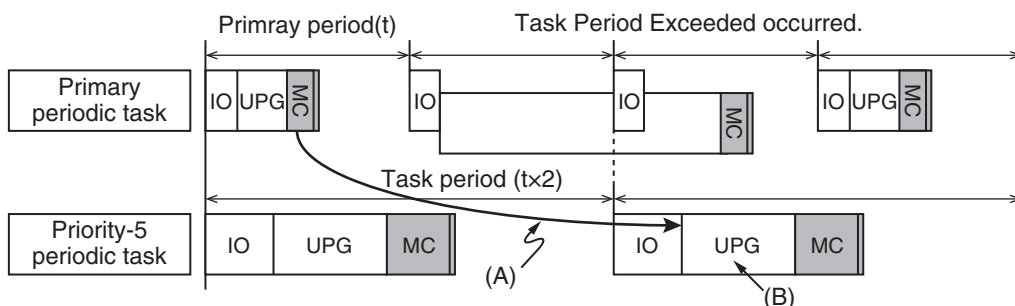 Primray period(t)
Task Period Exceeded occurred.
Primary
periodic task
IO
UPG
MC
IO
IO
MC
IO
UPG
MC
Task period (t×2)
Priority-5
periodic task
IO
UPG
MC
IO
UPG
MC
(A)
(B)